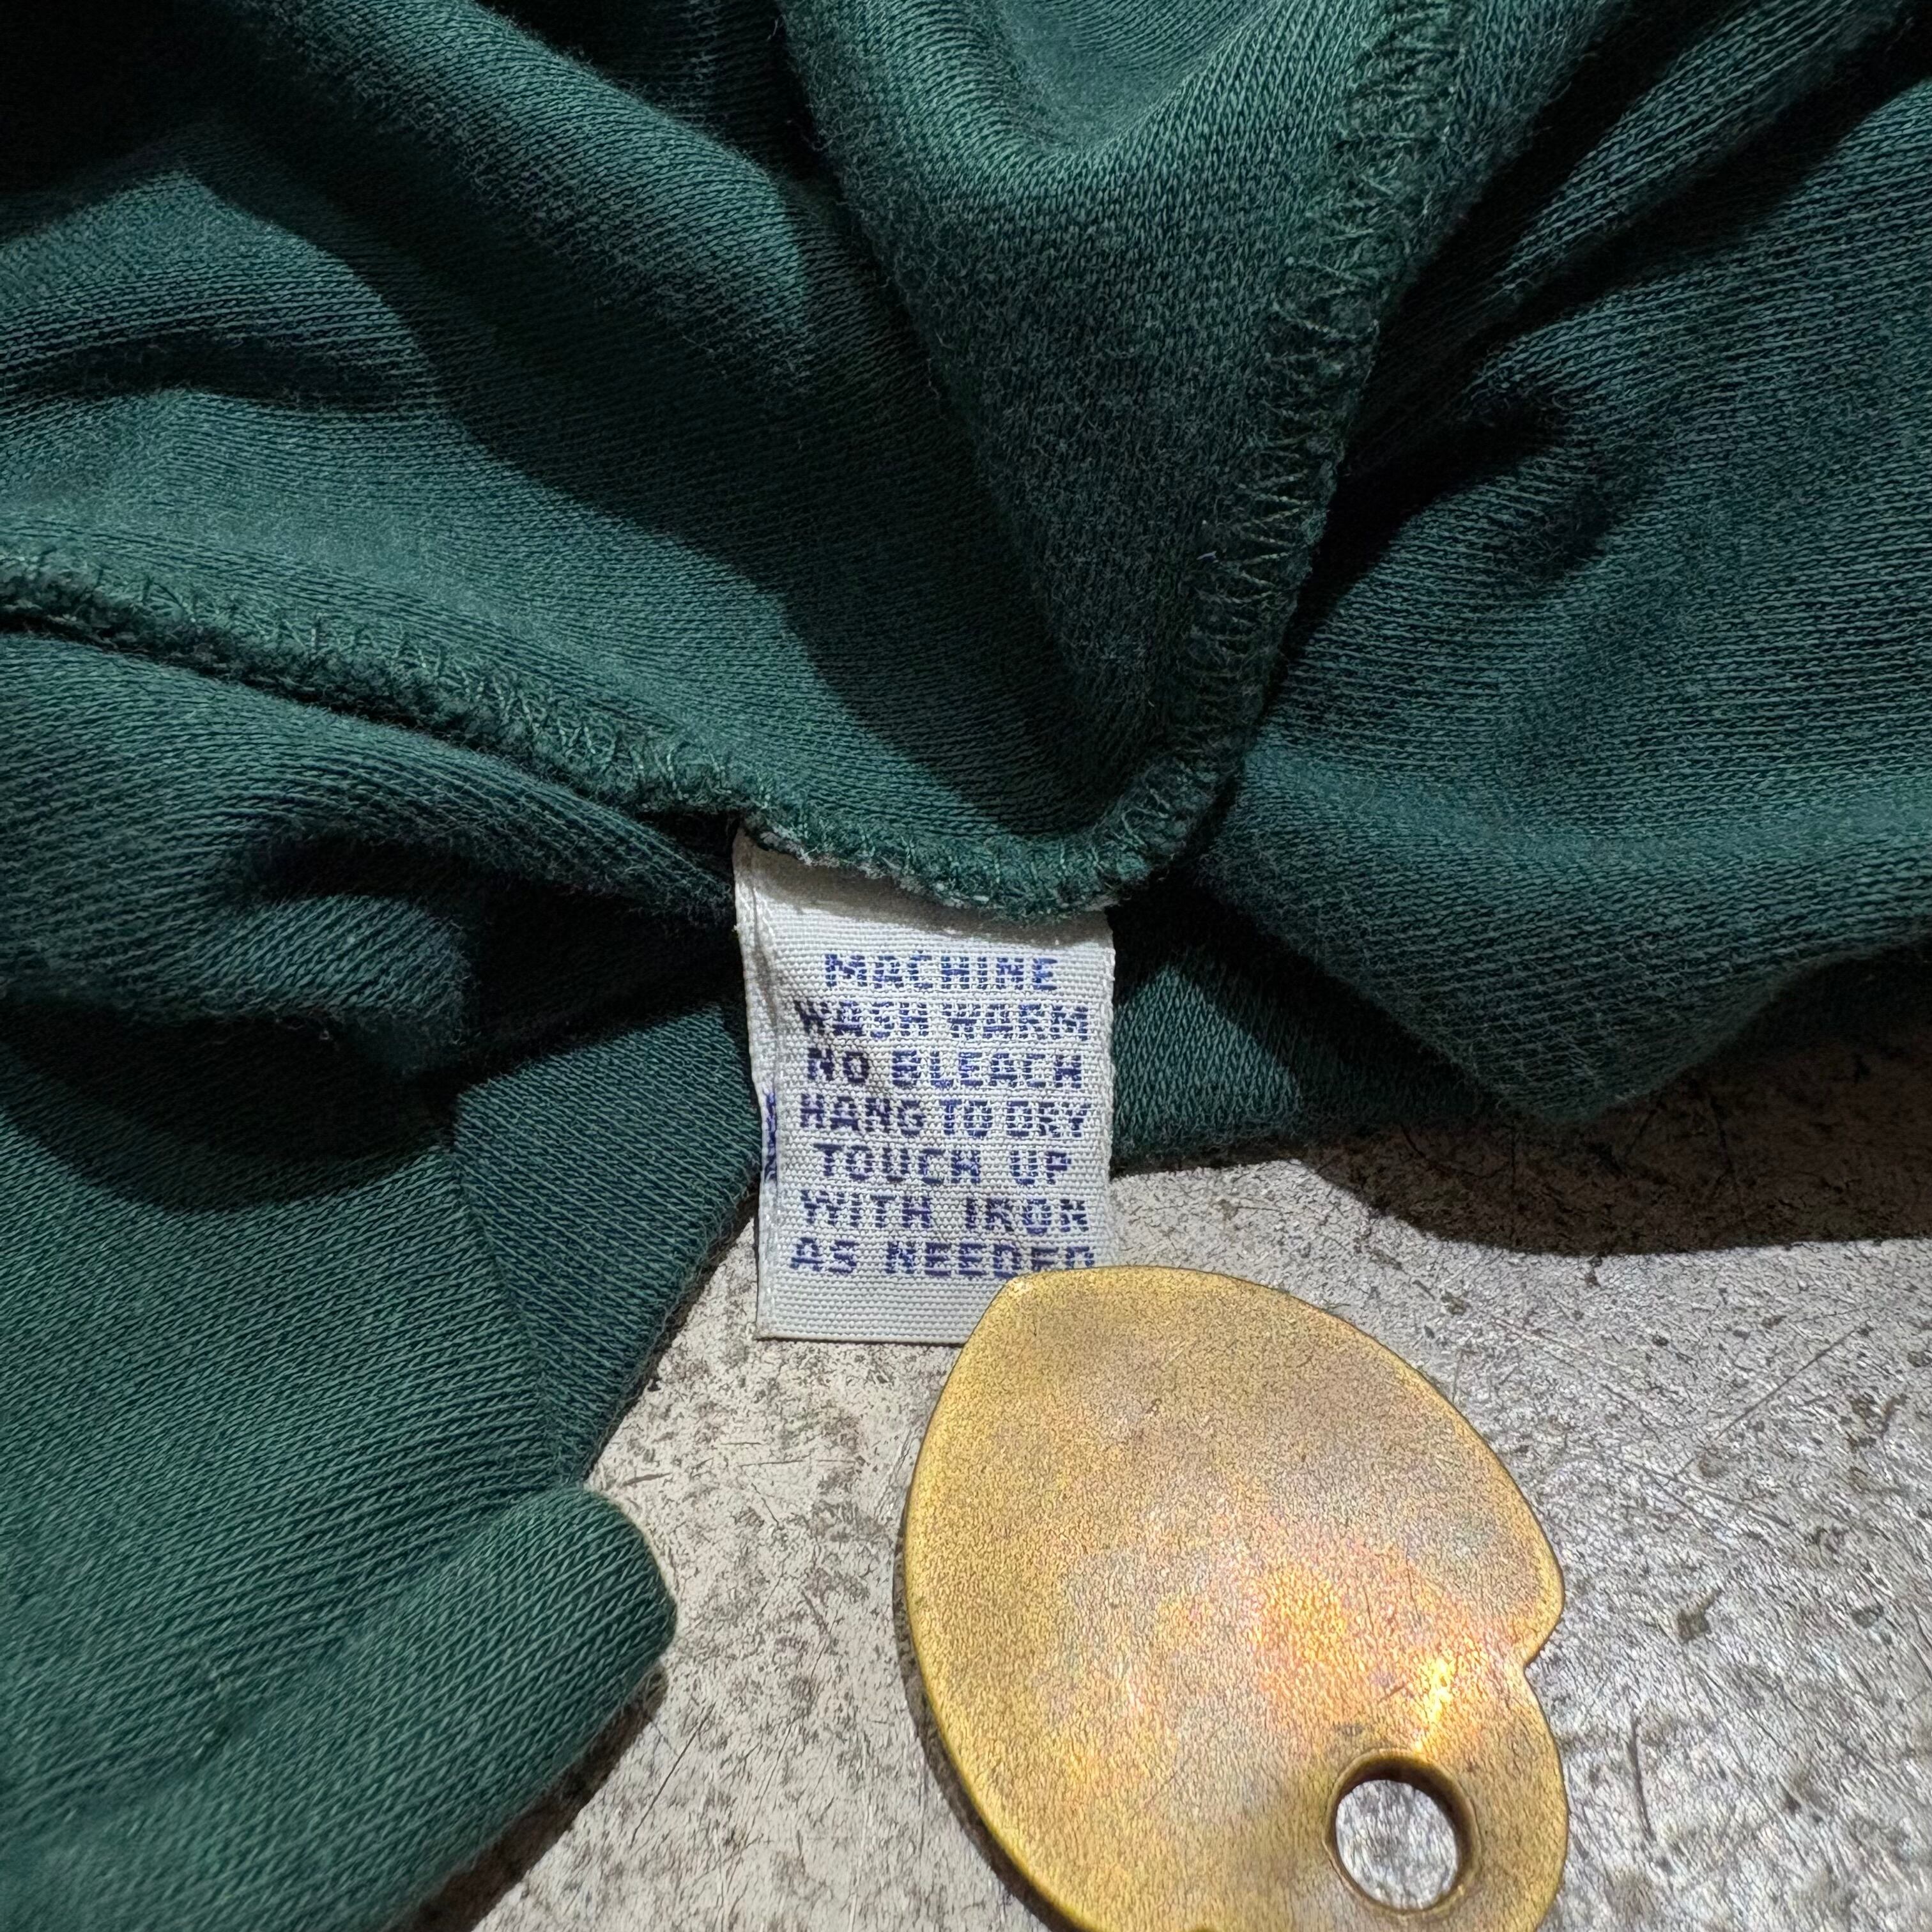 MACHINE
WASH WARM
NO BLEACH
HANG TO DRY
TOUCH UP
WITH IRON
AS NEEDED